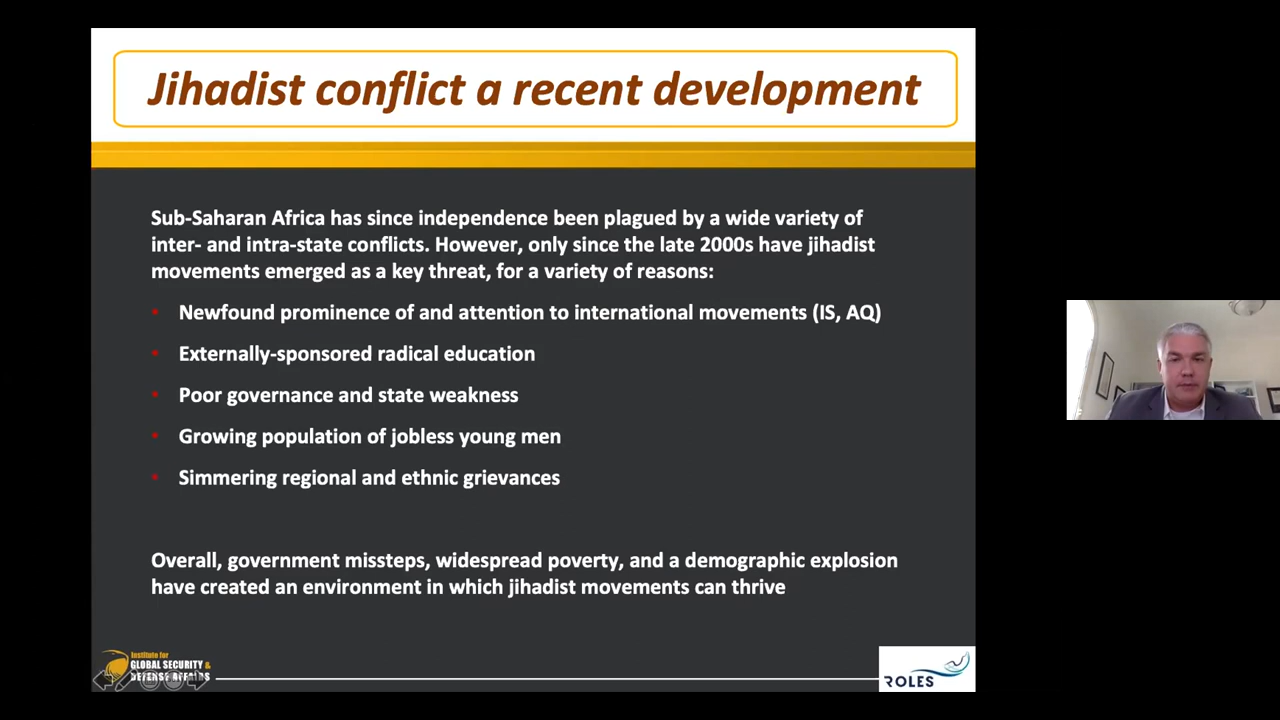 Jihadist conflict a recent development
Sub-Saharan Africa has since independence been plagued by a wide variety of
inter- and intra-state conflicts. However, only since the late 2000s have jihadist
movements emerged as a key threat, for a variety of reasons:
• Newfound prominence of and attention to international movements (IS, AQ)
• Externally-sponsored radical education
• Poor governance and state weakness
• Growing population of jobless young men
• Simmering regional and ethnic grievances
Overall, government missteps, widespread poverty, and a demographic explosion
have created an environment in which jihadist movements can thrive
Institute for
GLOBAL SECURITY &
DEFENSE AFFAIRS
ROLES